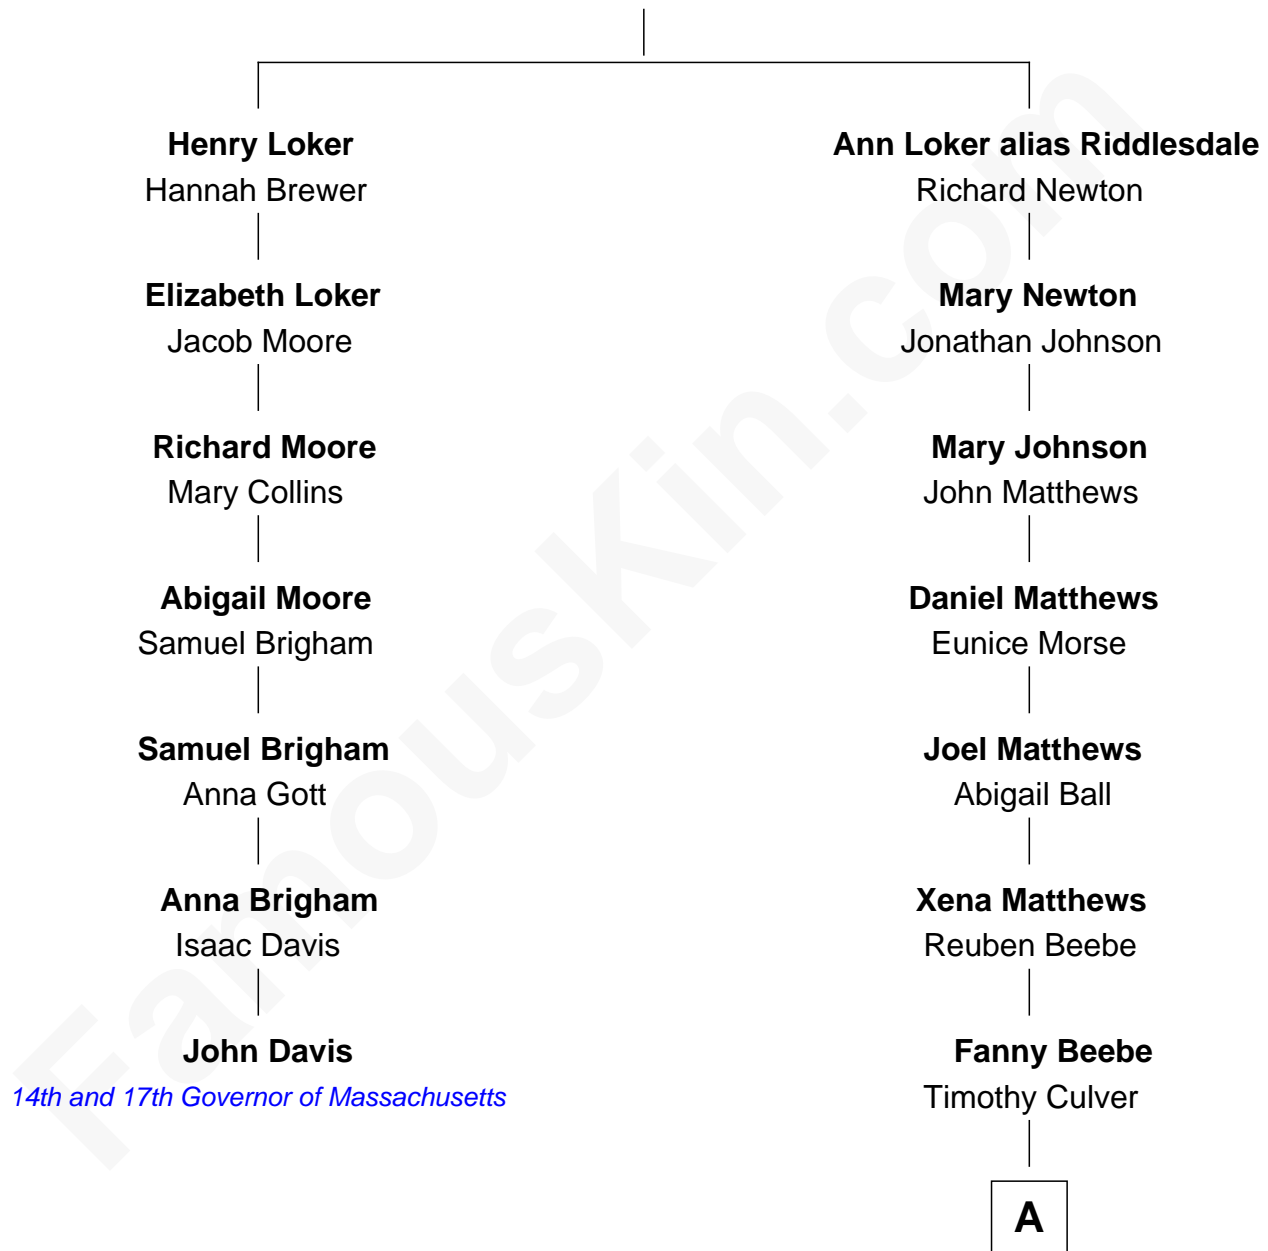 Henry Loker
Hannah Brewer
Ann Loker alias Riddlesdale
Richard Newton
Elizabeth Loker
Jacob Moore
Mary Newton
Jonathan Johnson
Richard Moore
Mary Collins
Mary Johnson
John Matthews
Abigail Moore
Samuel Brigham
Daniel Matthews
Eunice Morse
Samuel Brigham
Anna Gott
Joel Matthews
Abigail Ball
Anna Brigham
Isaac Davis
Xena Matthews
Reuben Beebe
John Davis
14th and 17th Governor of Massachusetts
Fanny Beebe
Timothy Culver
A
FamousKin.com